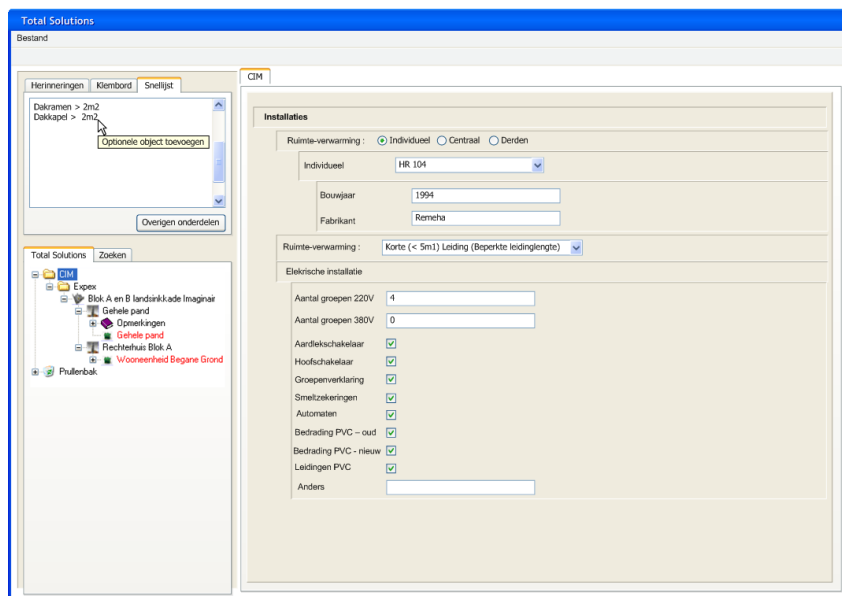 Total Solutions
Bestand
Herinneringen Klembord Snellijst
Dakramen > 2m2
Dakkapel > 2m2
Optionele object toevoegen
Overigen onderdelen
Total Solutions Zoeken
CIM
Expex
Blok A en B landsinkkade Imaginair
Gehele pand
Opmerkingen
Gehele pand
Rechterhuis Blok A
Wooneenheid Begane Grond
Prullenbak
CIM
Installaties
Ruimte-verwarming : Individueel Centraal Derden
Individueel HR 104
Bouwjaar 1994
Fabrikant Remeha
Ruimte-verwarming : Korte (< 5m1) Leiding (Beperkte leidinglengte)
Elekrische installatie
Aantal groepen 220V 4
Aantal groepen 380V 0
Aardlekschakelaar
Hoofschakelaar
Groepenverklaring
Smeltzekeringen
Automaten
Bedrading PVC – oud
Bedrading PVC - nieuw
Leidingen PVC
Anders